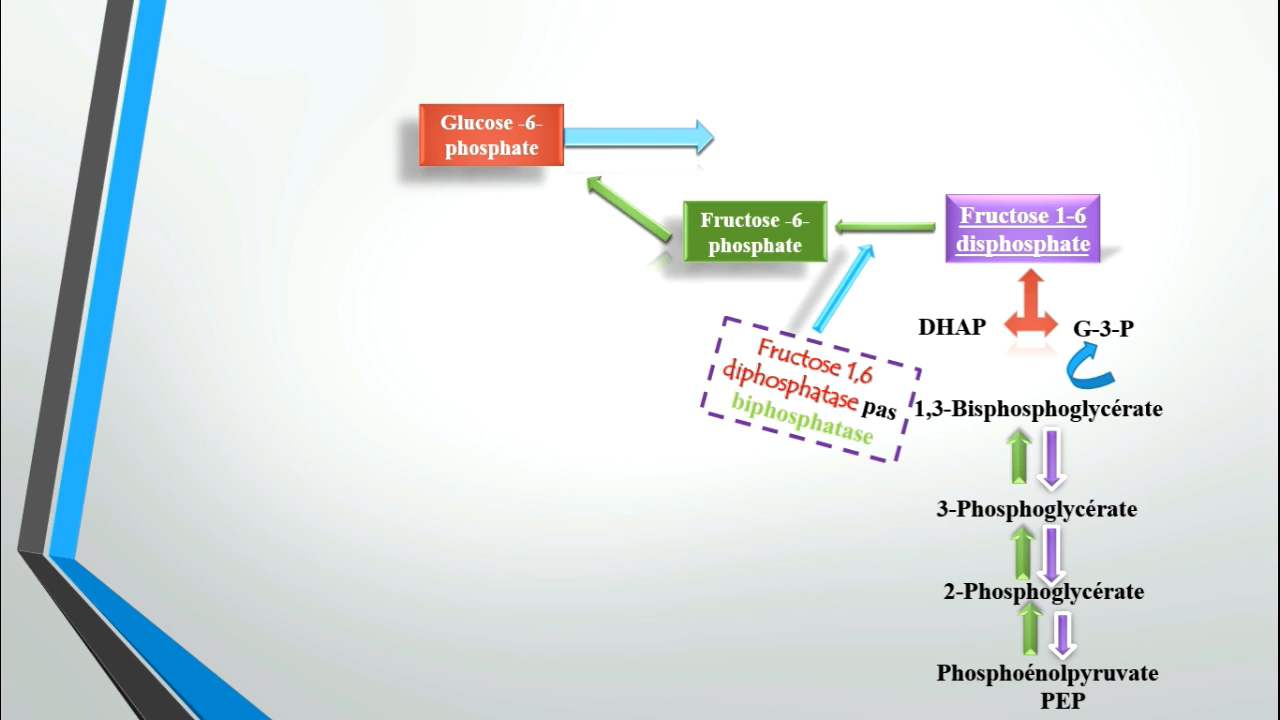 Glucose -6-
phosphate
Fructose -6-
phosphate
Fructose 1-6
disphosphate
DHAP
G-3-P
Fructose 1,6
diphosphatase pas
biphosphatase
1,3-Bisphosphoglycérate
3-Phosphoglycérate
2-Phosphoglycérate
Phosphoénolpyruvate
PEP